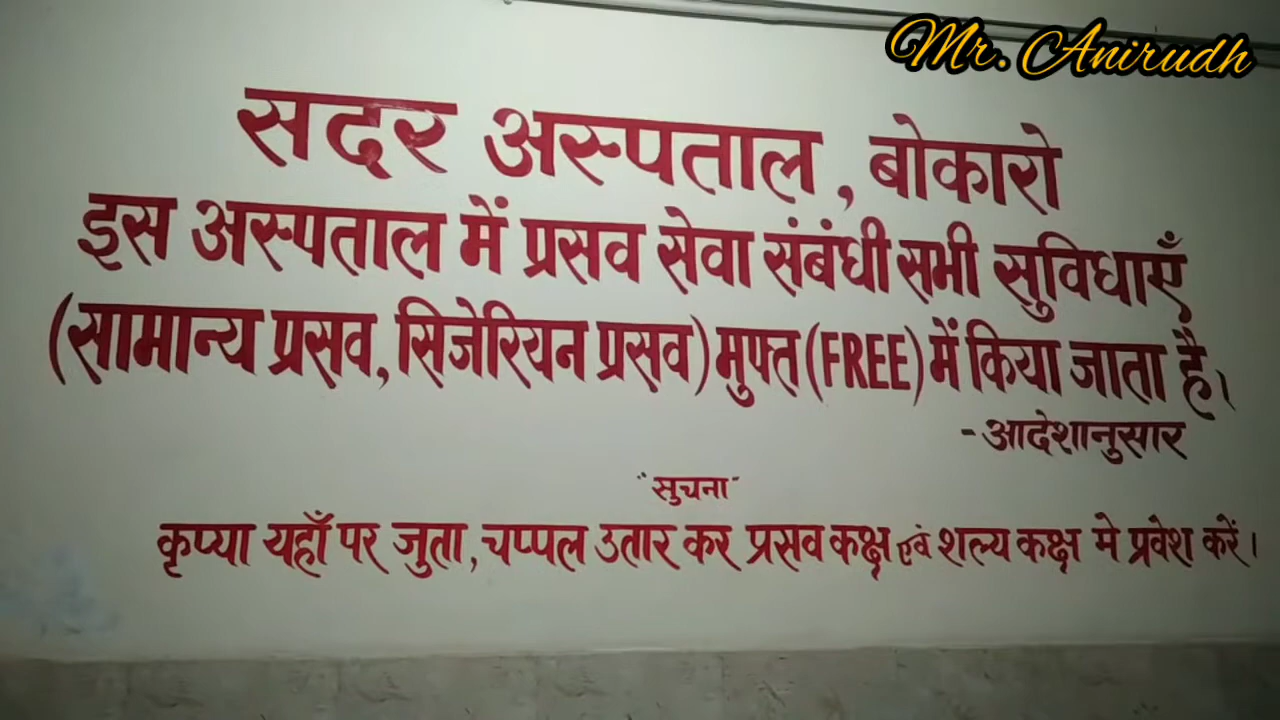 Mr. Anirudh
सदर अस्पताल, बोकारो
इस अस्पताल में प्रसव सेवा संबंधी सभी सुविधाएँ
(सामान्य प्रसव, सिजेरियन प्रसव) मुफ्त (FREE) में किया जाता है।
-आदेशानुसार
"सुचना"
कृप्या यहाँ पर जुता, चप्पल उतार कर प्रसव कक्ष एवं शल्य कक्ष मे प्रवेश करें।